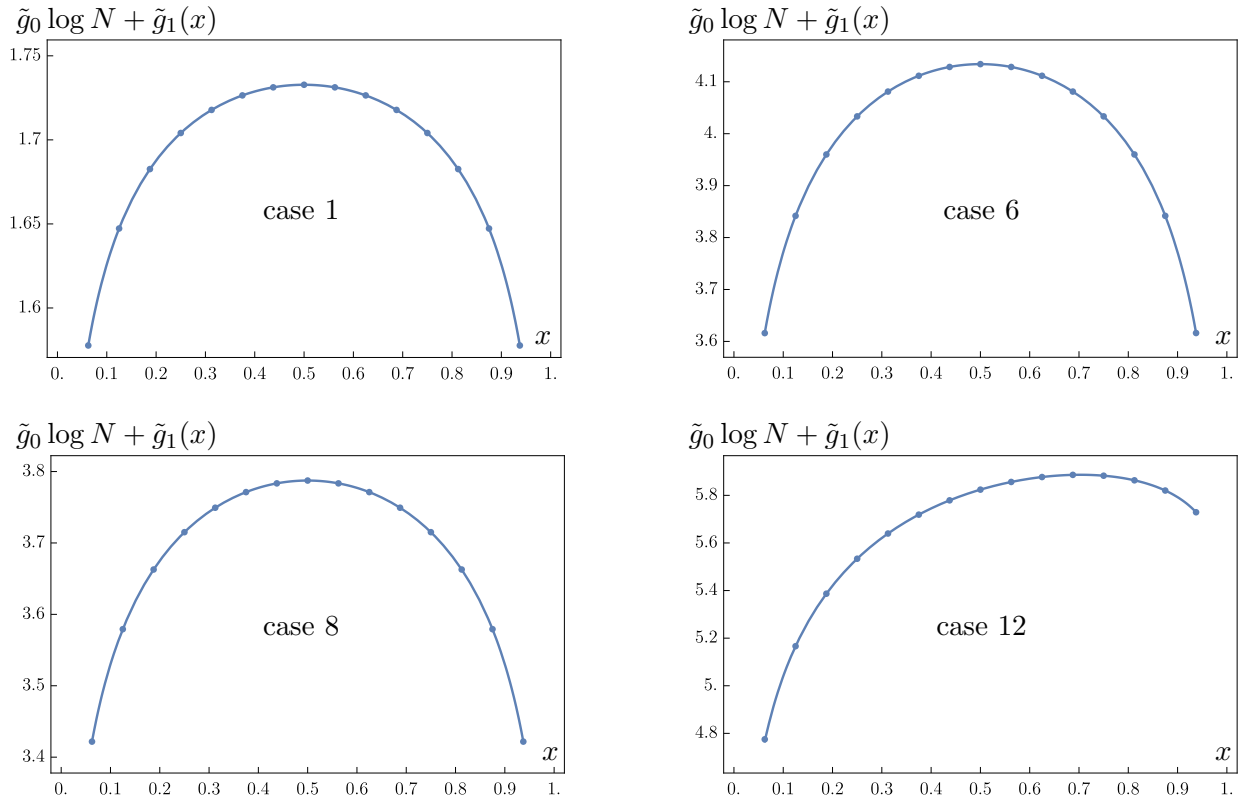 g̃₀ log N + g̃₁(x)
1.75
1.7
1.65
1.6
case 1
x
0. 0.1 0.2 0.3 0.4 0.5 0.6 0.7 0.8 0.9 1.
g̃₀ log N + g̃₁(x)
4.1
4.
3.9
3.8
3.7
3.6
case 6
x
0. 0.1 0.2 0.3 0.4 0.5 0.6 0.7 0.8 0.9 1.
g̃₀ log N + g̃₁(x)
3.8
3.7
3.6
3.5
3.4
case 8
x
0. 0.1 0.2 0.3 0.4 0.5 0.6 0.7 0.8 0.9 1.
g̃₀ log N + g̃₁(x)
5.8
5.6
5.4
5.2
5.
4.8
case 12
x
0. 0.1 0.2 0.3 0.4 0.5 0.6 0.7 0.8 0.9 1.